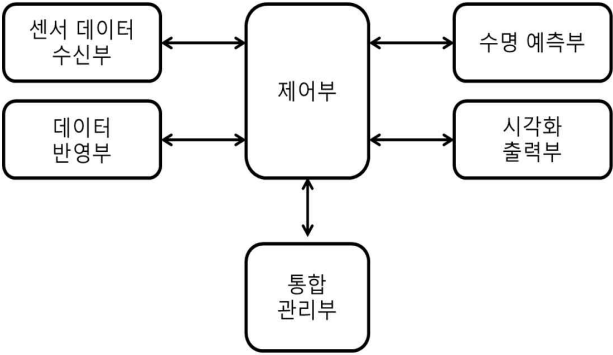 센서 데이터
수신부
제어부
수명 예측부
데이터
반영부
시각화
출력부
통합
관리부